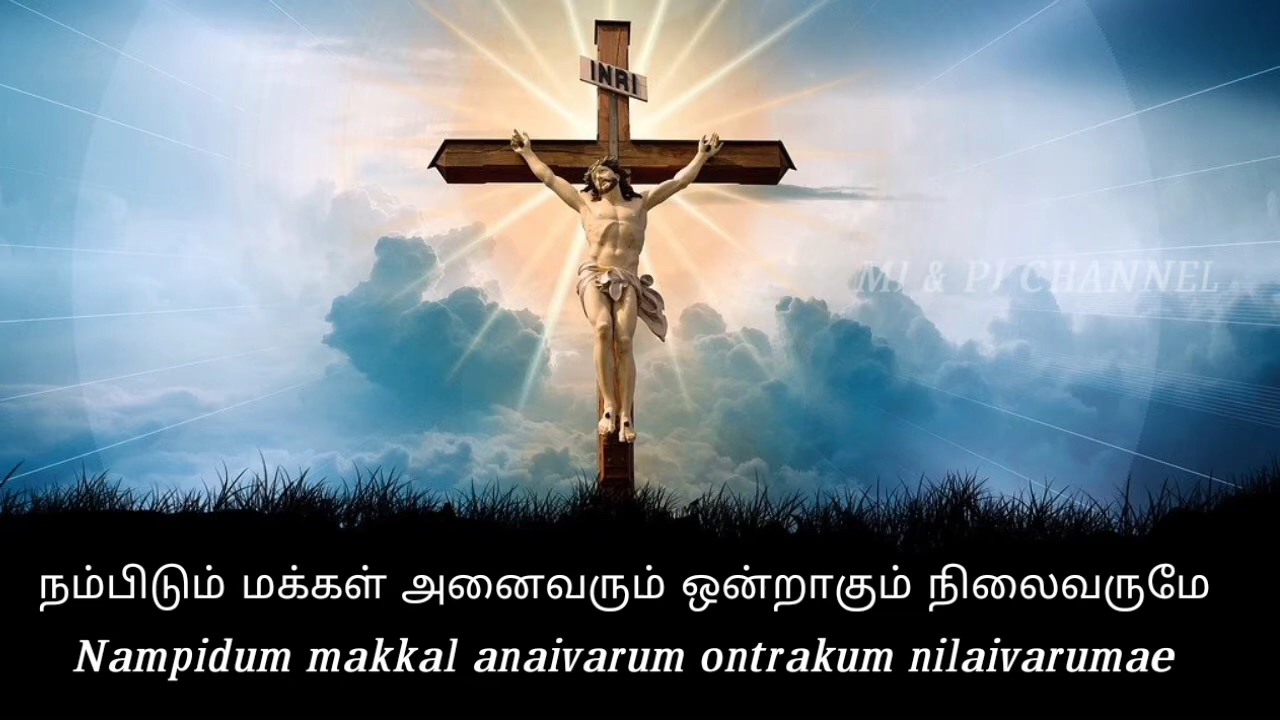 INRI
MJ & PJ CHANNEL
நம்பிடும் மக்கள் அனைவரும் ஒன்றாகும் நிலைவருமே
Nampidum makkal anaivarum ontrakum nilaivarumae